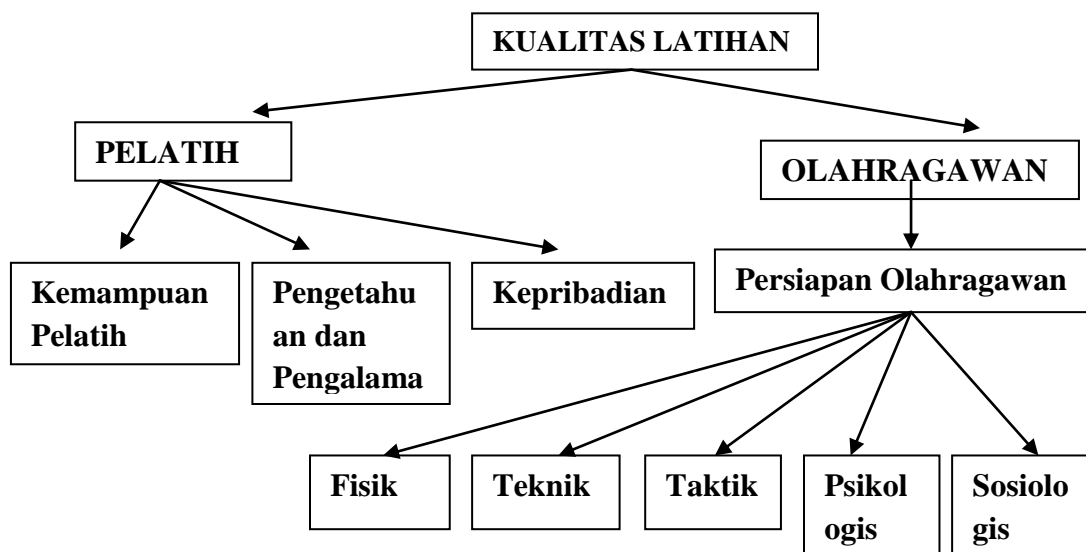 KUALITAS LATIHAN
PELATIH
OLAHRAGAWAN
Kemampuan
Pelatih
Pengetahu
an dan
Pengalama
Kepribadian
Persiapan Olahragawan
Fisik
Teknik
Taktik
Psikol
ogis
Sosiolo
gis